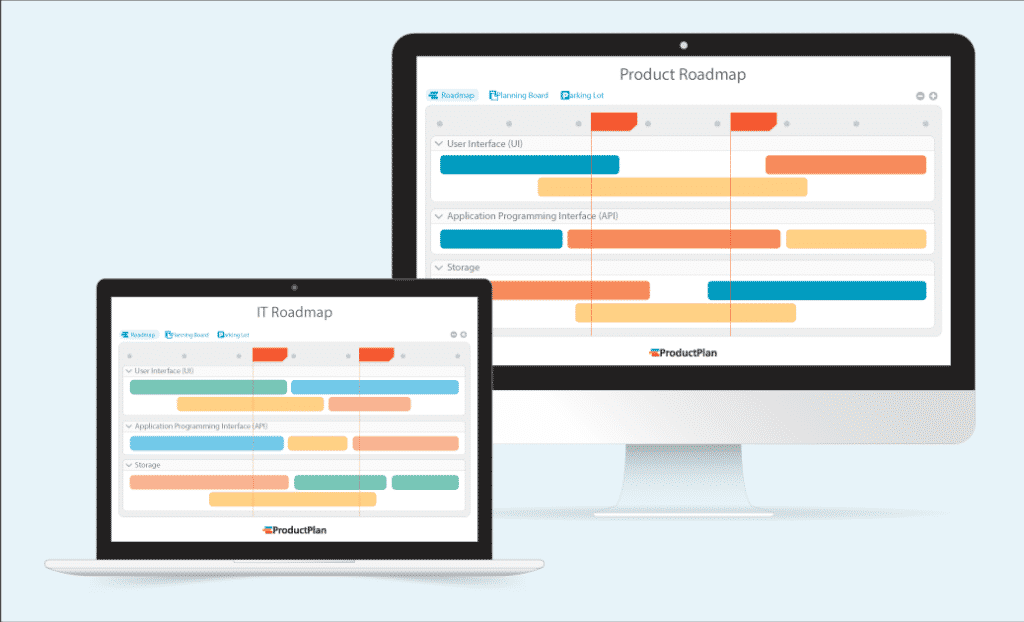 Product Roadmap
Roadmap Planning Board Parking Lot
User Interface (UI)
Application Programming Interface (API)
Storage
ProductPlan
IT Roadmap
Roadmap Planning Board Parking Lot
User Interface (UI)
Application Programming Interface (API)
Storage
ProductPlan